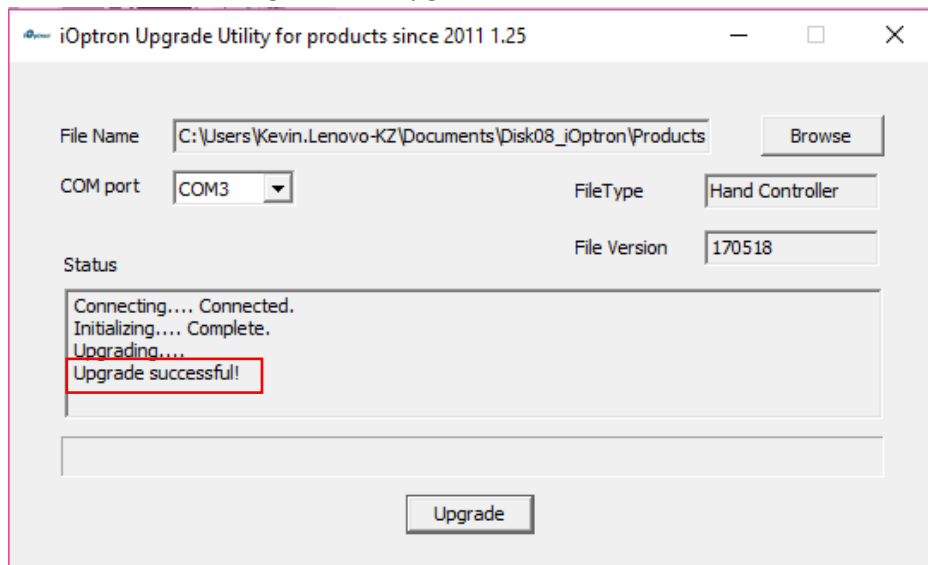 iOptron Upgrade Utility for products since 2011 1.25
File Name C:\Users\Kevin.Lenovo-KZ\Documents\Disk08_iOptron\Products Browse
COM port COM3 FileType Hand Controller
File Version 170518
Status
Connecting.... Connected.
Initializing.... Complete.
Upgrading....
Upgrade successful!
Upgrade